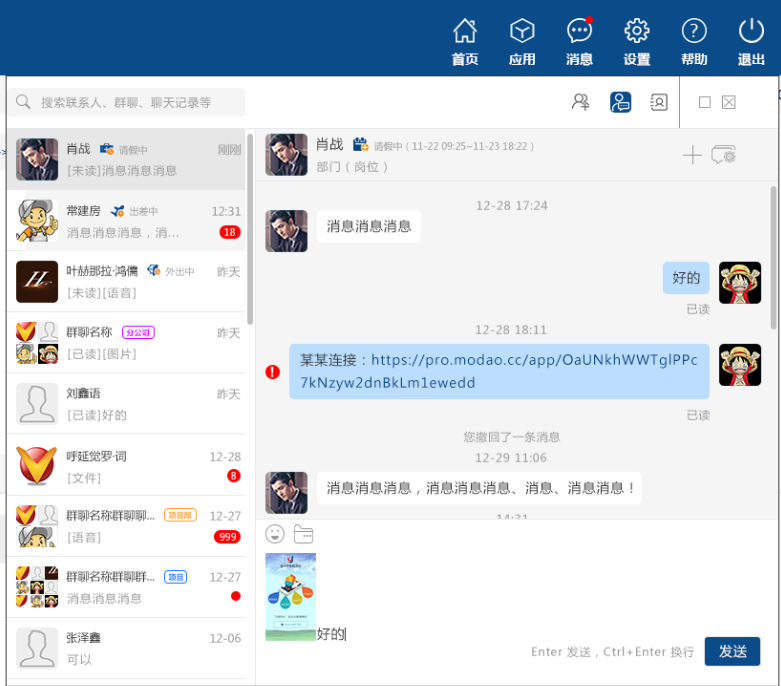 首页 应用 消息 设置 帮助 退出
搜索联系人、群聊、聊天记录等
肖战 请假中 刚刚
[未读]消息消息消息
常建房 出差中 12:31
消息消息消息，消... 18
叶赫那拉·鸿儒 外出中 昨天
[未读][语音]
群聊名称 分公司 昨天
[已读][图片]
刘鑫语 昨天
[已读]好的
呼延觉罗·词 12-28
[文件] 8
群聊名称群聊聊... 项目部 12-27
[语音] 999
群聊名称群聊群... 项目 12-27
消息消息消息
张泽鑫 12-06
可以
肖战 请假中（11-22 09:25~11-23 18:22）
部门（岗位）
12-28 17:24
消息消息消息
好的
已读
12-28 18:11
某某连接：https://pro.modao.cc/app/OaUNkhWWTglPPc
7kNzyw2dnBkLm1ewedd
已读
您撤回了一条消息
12-29 11:06
消息消息消息，消息消息消息、消息、消息消息！
14:31
好的
Enter 发送，Ctrl+Enter 换行 发送